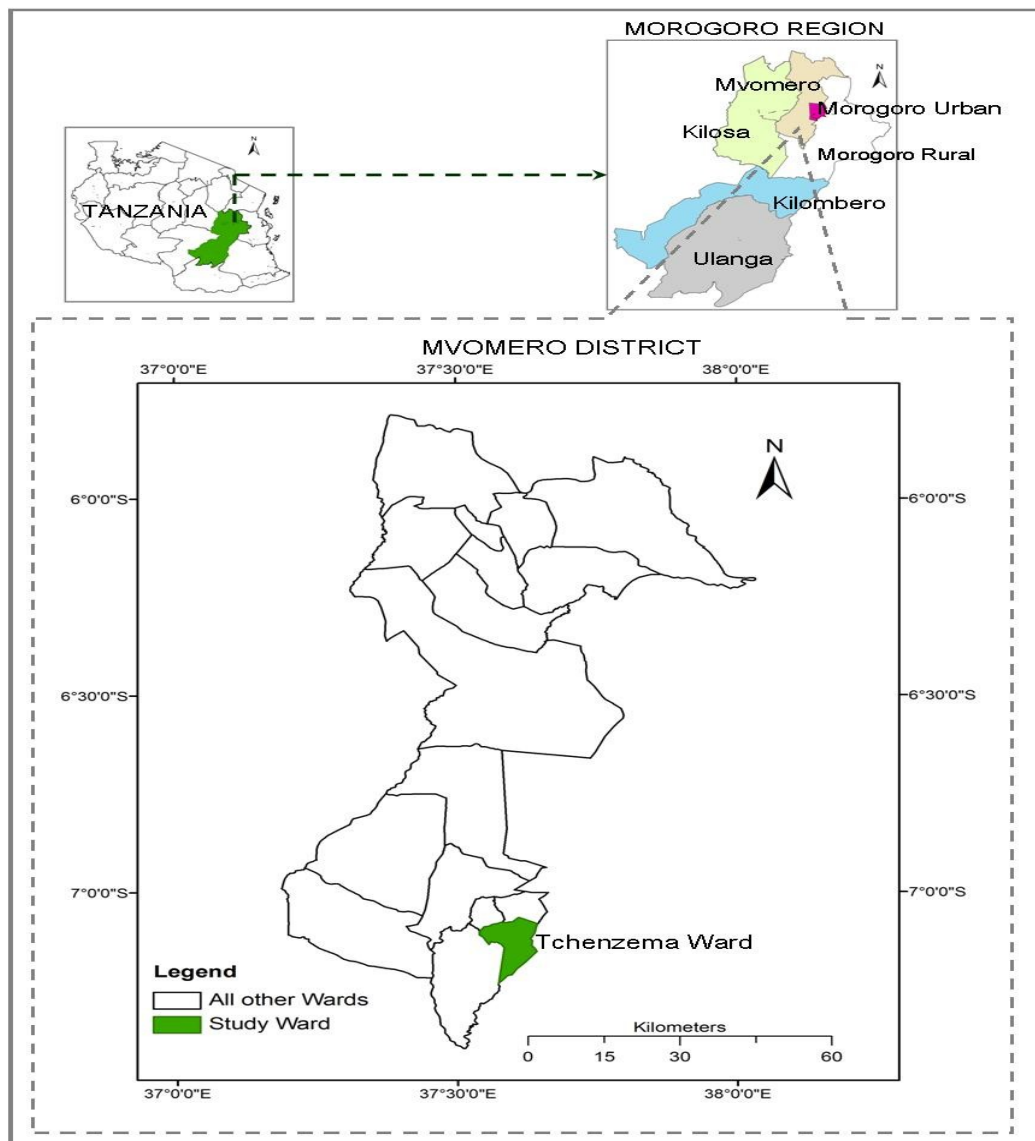 MOROGORO REGION
N
Mvomero
Morogoro Urban
Kilosa
Morogoro Rural
Kilombero
Ulanga
N
TANZANIA
MVOMERO DISTRICT
37°0'0"E 37°30'0"E 38°0'0"E
N
6°0'0"S 6°0'0"S
6°30'0"S 6°30'0"S
7°0'0"S 7°0'0"S
Tchenzema Ward
Legend
All other Wards
Study Ward
Kilometers
0 15 30 60
37°0'0"E 37°30'0"E 38°0'0"E